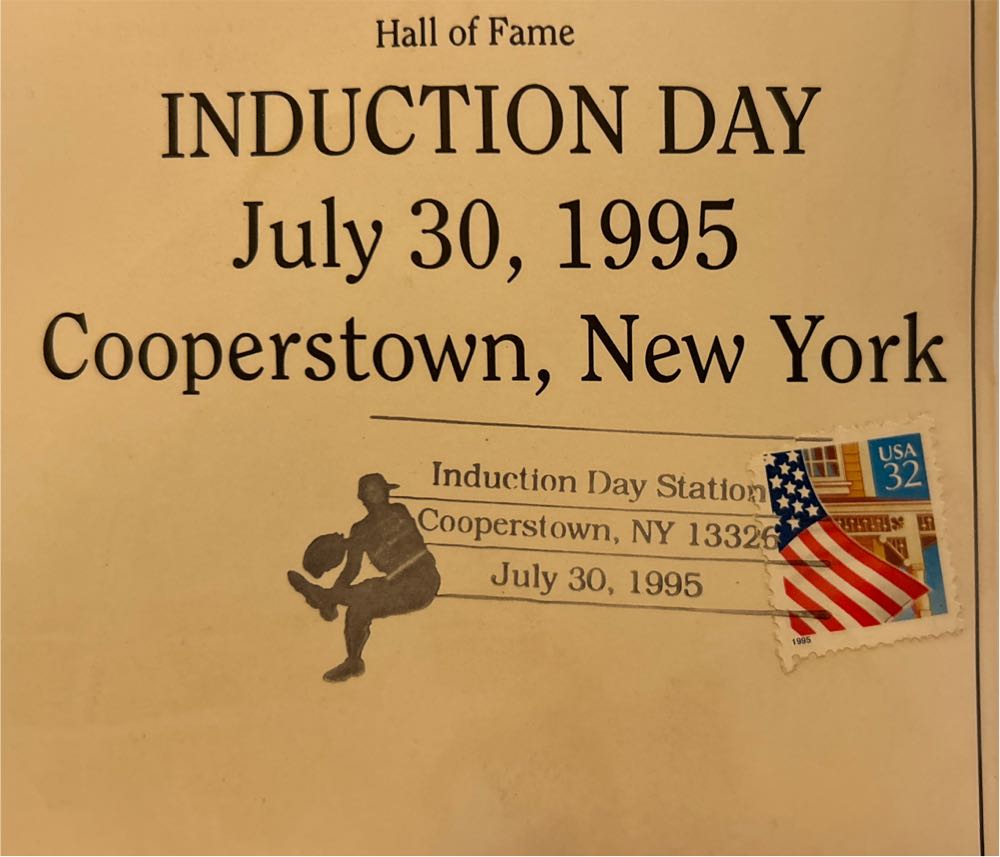 Hall of Fame
INDUCTION DAY
July 30, 1995
Cooperstown, New York
Induction Day Station
Cooperstown, NY 13326
July 30, 1995
USA
32
1995